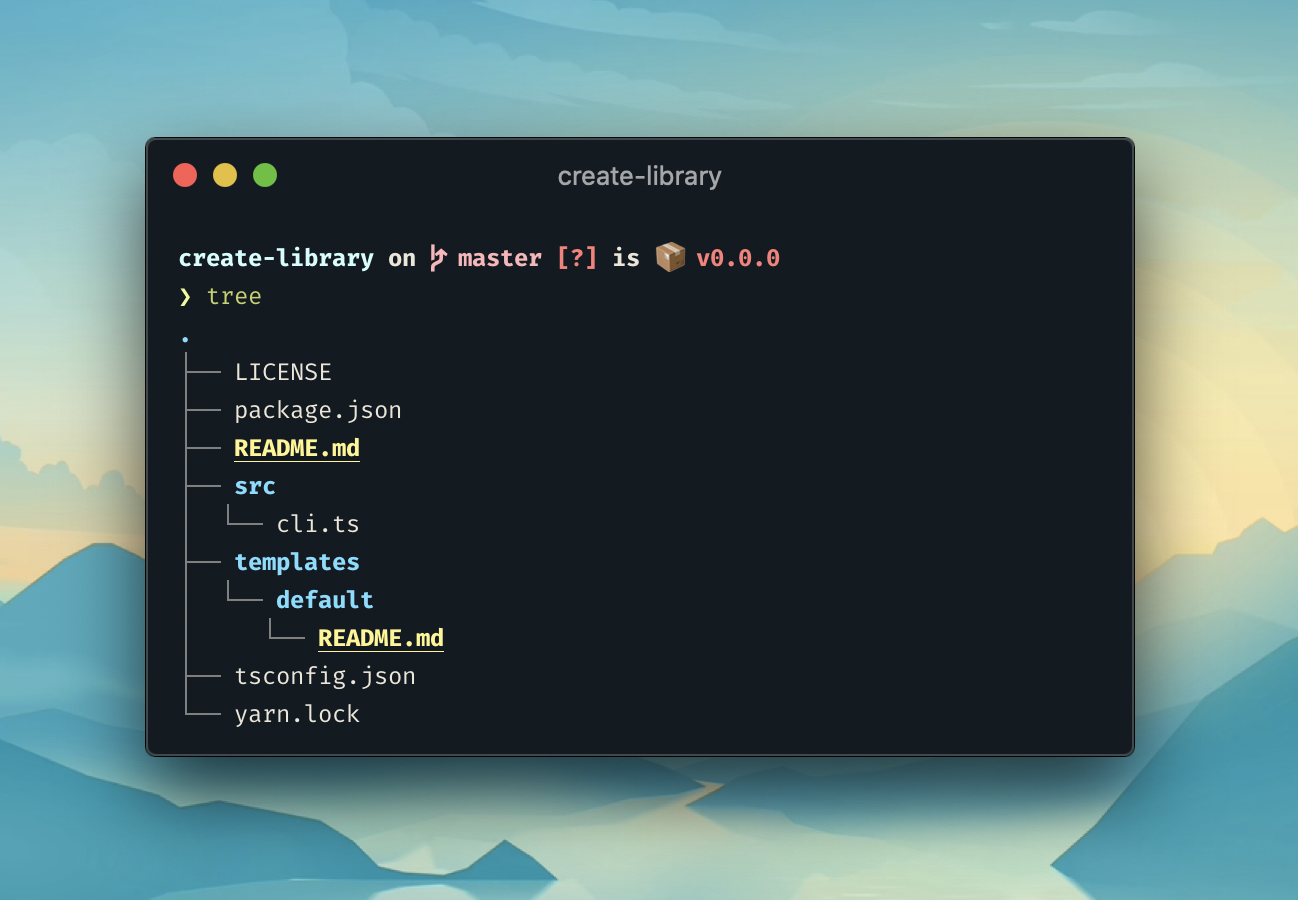 create-library
create-library on master [?] is 📦 v0.0.0
❯ tree
.
├── LICENSE
├── package.json
├── README.md
├── src
│  └── cli.ts
├── templates
│  └── default
│     └── README.md
├── tsconfig.json
└── yarn.lock